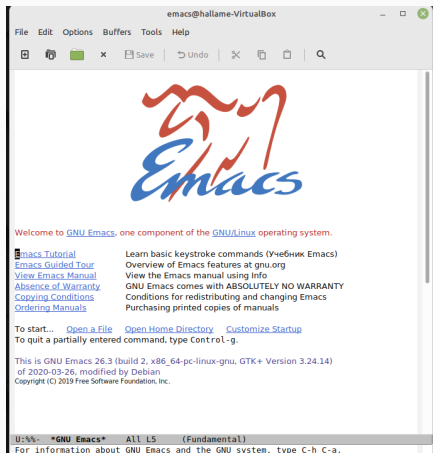 emacs@hallame-VirtualBox
File Edit Options Buffers Tools Help
Save Undo
Emacs
Welcome to GNU Emacs, one component of the GNU/Linux operating system.
Emacs Tutorial Learn basic keystroke commands (Учебник Emacs)
Emacs Guided Tour Overview of Emacs features at gnu.org
View Emacs Manual View the Emacs manual using Info
Absence of Warranty GNU Emacs comes with ABSOLUTELY NO WARRANTY
Copying Conditions Conditions for redistributing and changing Emacs
Ordering Manuals Purchasing printed copies of manuals
To start... Open a File Open Home Directory Customize Startup
To quit a partially entered command, type Control-g.
This is GNU Emacs 26.3 (build 2, x86_64-pc-linux-gnu, GTK+ Version 3.24.14)
of 2020-03-26, modified by Debian
Copyright (C) 2019 Free Software Foundation, Inc.
U:%%- *GNU Emacs* All L5 (Fundamental)
For information about GNU Emacs and the GNU system, type C-h C-a.